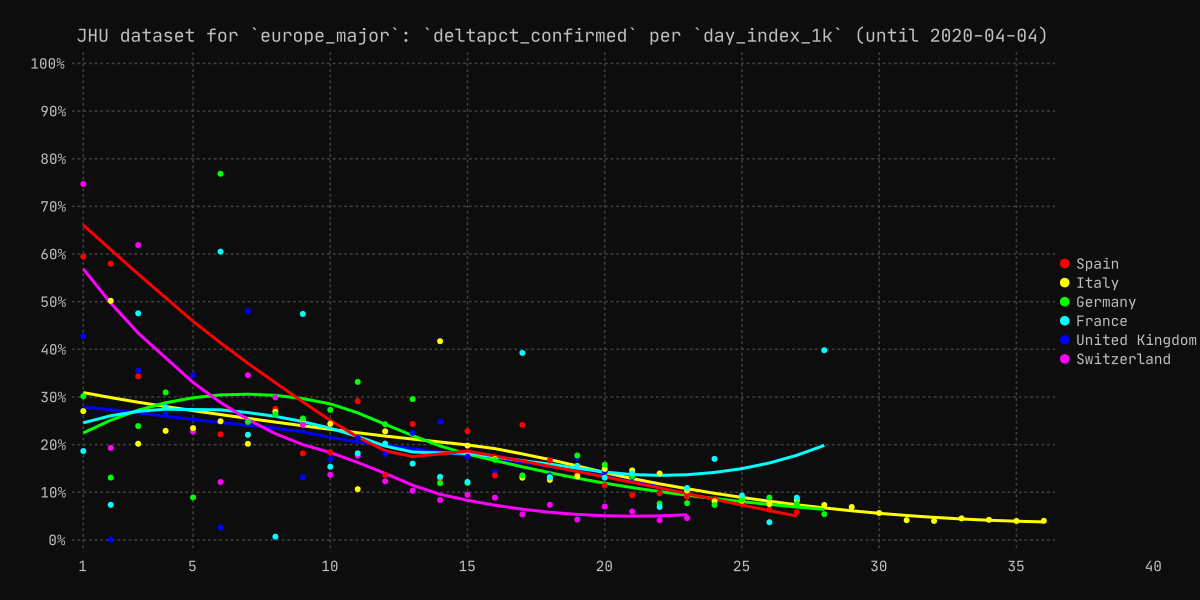 JHU dataset for `europe_major`: `deltapct_confirmed` per `day_index_1k` (until 2020-04-04)
100%
90%
80%
70%
60%
50%
40%
30%
20%
10%
0%
1 5 10 15 20 25 30 35 40
Spain
Italy
Germany
France
United Kingdom
Switzerland